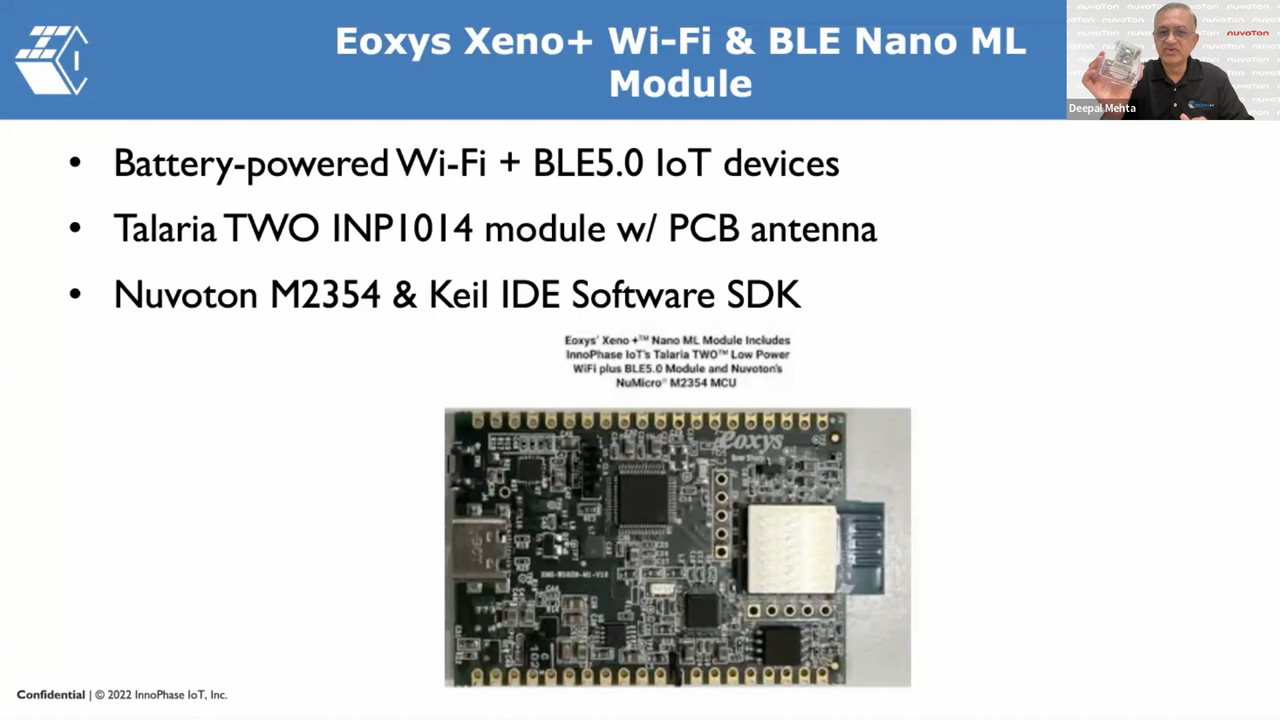 Eoxys Xeno+ Wi-Fi & BLE Nano ML
Module
nuvoTon
Deepal Mehta
• Battery-powered Wi-Fi + BLE5.0 IoT devices
• Talaria TWO INP1014 module w/ PCB antenna
• Nuvoton M2354 & Keil IDE Software SDK
Eoxys' Xeno +™ Nano ML Module Includes
InnoPhase IoT's Talaria TWO™ Low Power
WiFi plus BLE5.0 Module and Nuvoton's
NuMicro® M2354 MCU
Eoxys
Confidential | © 2022 InnoPhase IoT, Inc.